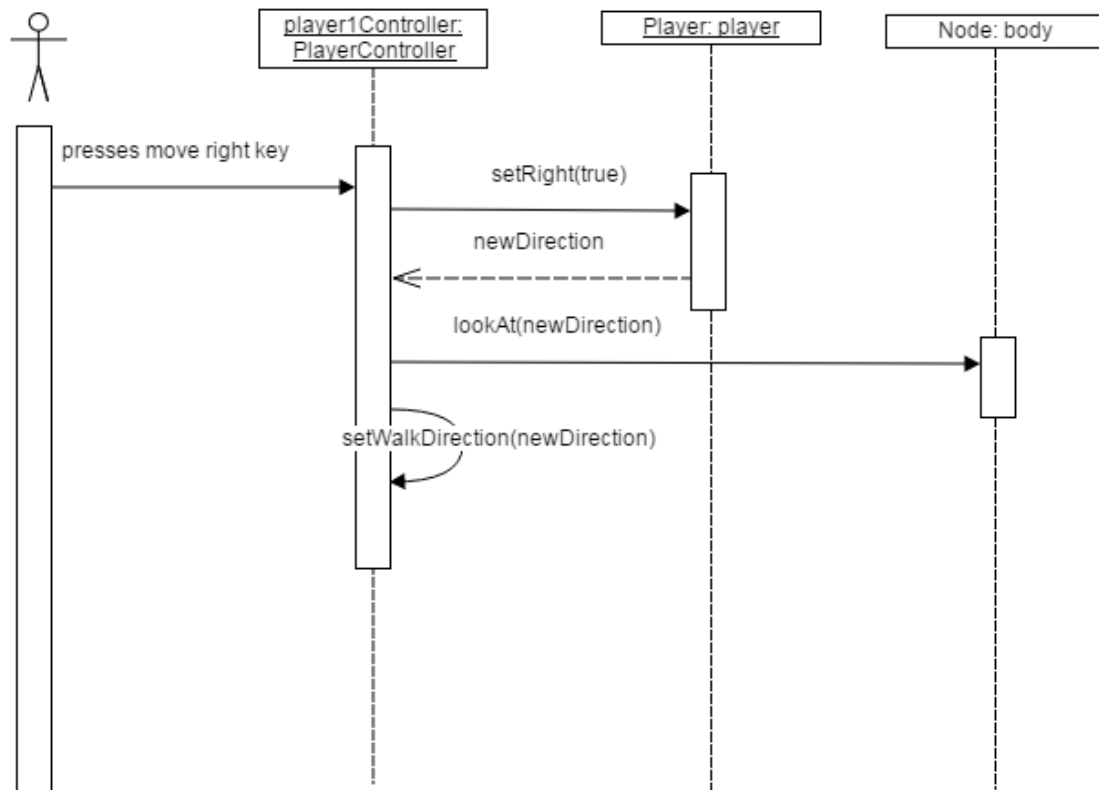 player1Controller:
PlayerController
Player: player
Node: body
presses move right key
setRight(true)
newDirection
lookAt(newDirection)
setWalkDirection(newDirection)